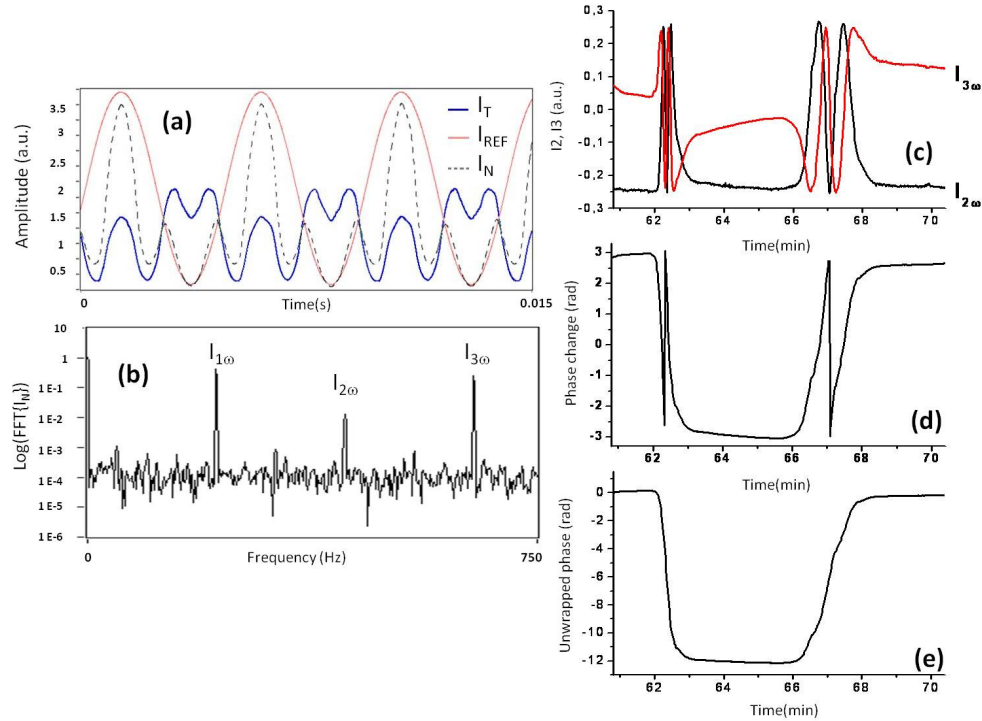 (a)
Amplitude (a.u.)
3.5
3
2.5
2
1.5
1
0.5
I_T
I_REF
I_N
0
Time(s)
0.015
(b)
Log(FFT{I_N})
10
1
1 E-1
1 E-2
1 E-3
1 E-4
1 E-5
1 E-6
I_1ω
I_2ω
I_3ω
0
Frequency (Hz)
750
(c)
I2, I3 (a.u.)
0,3
0,2
0,1
0,0
-0,1
-0,2
-0,3
I_3ω
I_2ω
62 64 66 68 70
Time(min)
(d)
Phase change (rad)
3
2
1
0
-1
-2
-3
62 64 66 68 70
Time(min)
(e)
Unwrapped phase (rad)
0
-2
-4
-6
-8
-10
-12
62 64 66 68 70
Time(min)